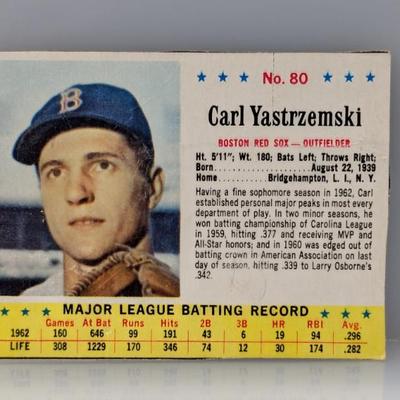 B
★ ★ ★ ★ No. 80 ★ ★ ★ ★
Carl Yastrzemski
BOSTON RED SOX — OUTFIELDER
Ht. 5'11"; Wt. 180; Bats Left; Throws Right;
Born..........August 22, 1939
Home..........Bridgehampton, L. I., N. Y.
Having a fine sophomore season in 1962, Carl
established personal major peaks in most every
department of play. In two minor seasons, he
won batting championship of Carolina League
in 1959, hitting .377 and receiving MVP and
All-Star honors; and in 1960 was edged out of
batting crown in American Association on last
day of season, hitting .339 to Larry Osborne's
.342.
★ ★ ★ MAJOR LEAGUE BATTING RECORD ★ ★ ★
Games At Bat Runs Hits 2B 3B HR RBI Avg.
1962 160 646 99 191 43 6 19 94 .296
LIFE 308 1229 170 346 74 12 30 174 .282